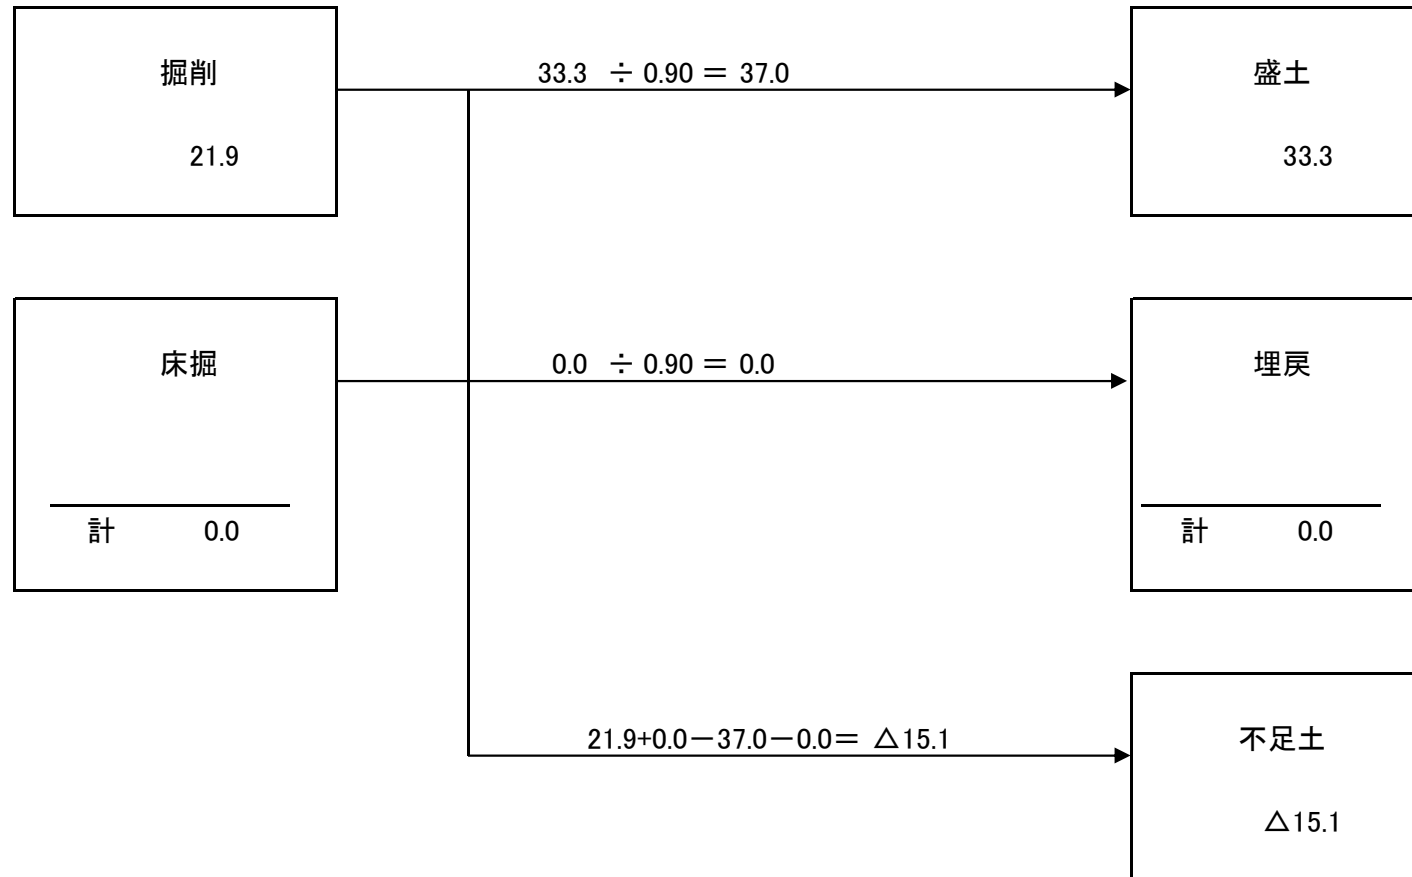 掘削
21.9
33.3 ÷ 0.90 = 37.0
盛土
33.3
床掘
計 0.0
0.0 ÷ 0.90 = 0.0
埋戻
計 0.0
21.9+0.0-37.0-0.0= △15.1
不足土
△15.1